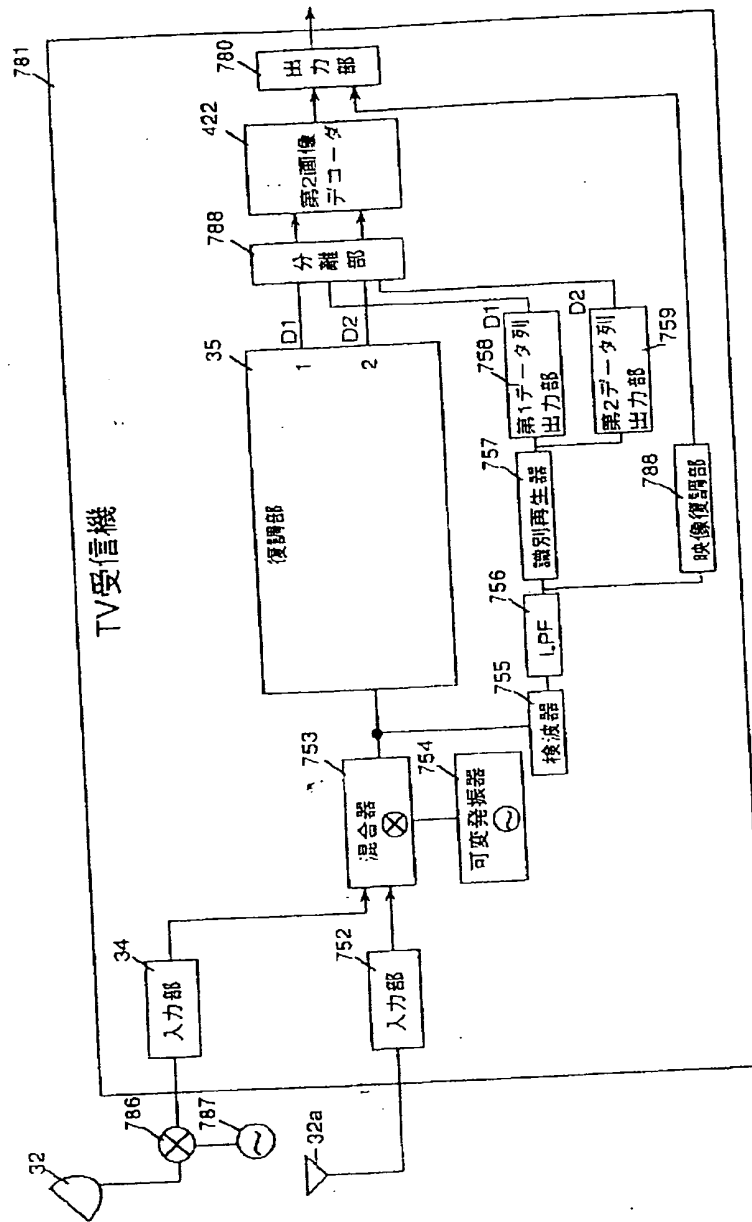 TV受信機
781
32
786
787
34
入力部
32a
752
入力部
753
混合器
754
可変発振器
35
復調部
1
2
D1
D2
788
分離部
422
第2画像
デコーダ
780
出力部
755
検波器
756
LPF
757
識別再生器
758
第1データ列
出力部
D1
759
第2データ列
出力部
D2
788
映像復調部